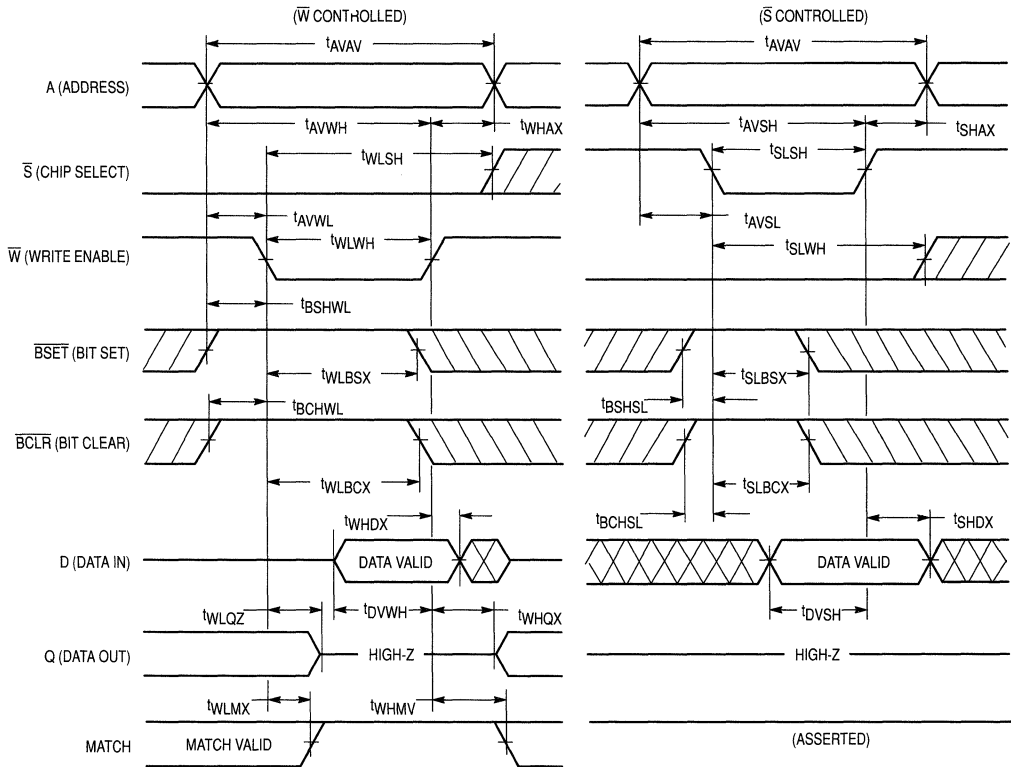 (W̅ CONTROLLED) (S̅ CONTROLLED)
tAVAV tAVAV
A (ADDRESS)
tAVWH tWHAX tAVSH tSHAX
tWLSH tSLSH
S̅ (CHIP SELECT)
tAVWL tAVSL
tWLWH tSLWH
W̅ (WRITE ENABLE)
tBSHWL
B̅S̅E̅T̅ (BIT SET)
tWLBSX tSLBSX
tBCHWL tBSHSL
B̅C̅L̅R̅ (BIT CLEAR)
tWLBCX tSLBCX
tWHDX tBCHSL tSHDX
D (DATA IN) DATA VALID DATA VALID
tWLQZ tDVWH tWHQX tDVSH
Q (DATA OUT) HIGH-Z HIGH-Z
tWLMX tWHMV
MATCH MATCH VALID (ASSERTED)